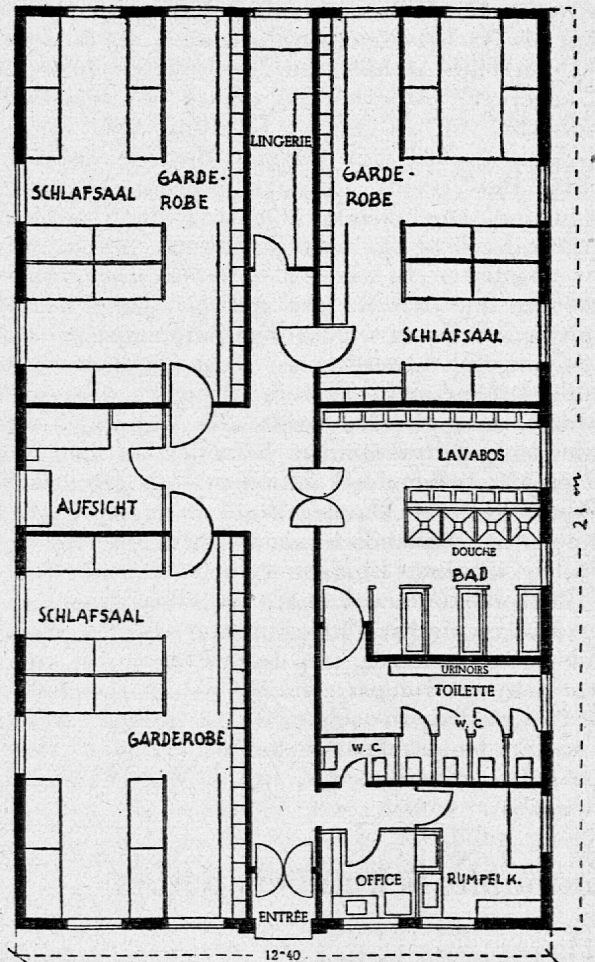 LINGERIE
SCHLAFSAAL
GARDE-
ROBE
GARDE-
ROBE
SCHLAFSAAL
LAVABOS
AUFSICHT
DOUCHE
BAD
SCHLAFSAAL
URINOIRS
TOILETTE
W.C.
W.C.
GARDEROBE
OFFICE
RUMPELK.
ENTRÉE
12·40
21 m